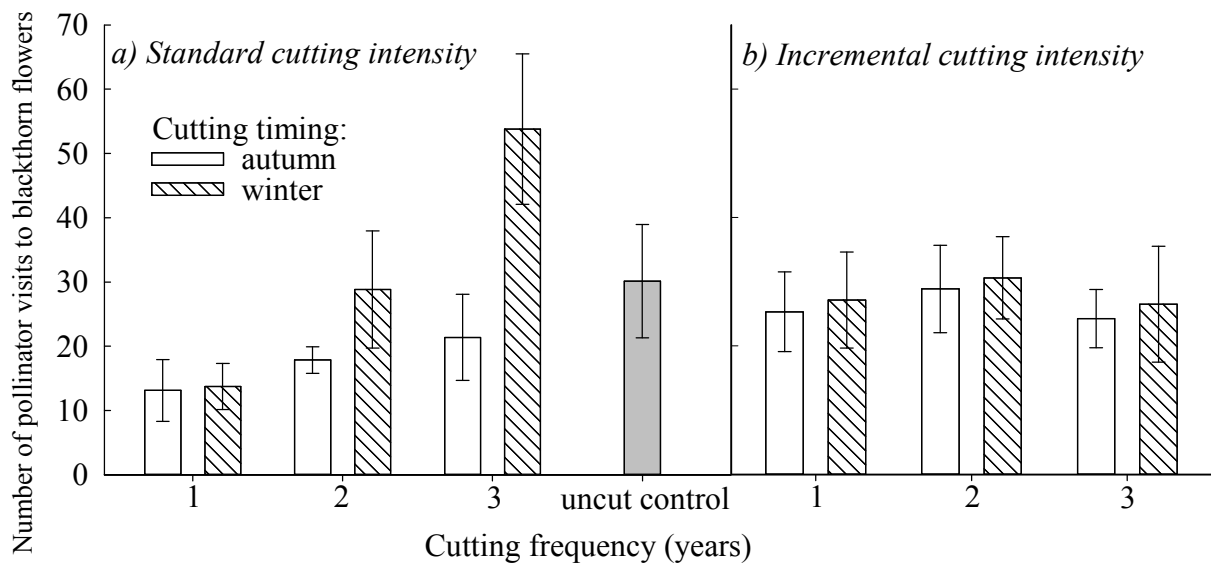 Number of pollinator visits to blackthorn flowers
70
60
50
40
30
20
10
0
a) Standard cutting intensity
Cutting timing:
autumn
winter
b) Incremental cutting intensity
1 2 3 uncut control 1 2 3
Cutting frequency (years)